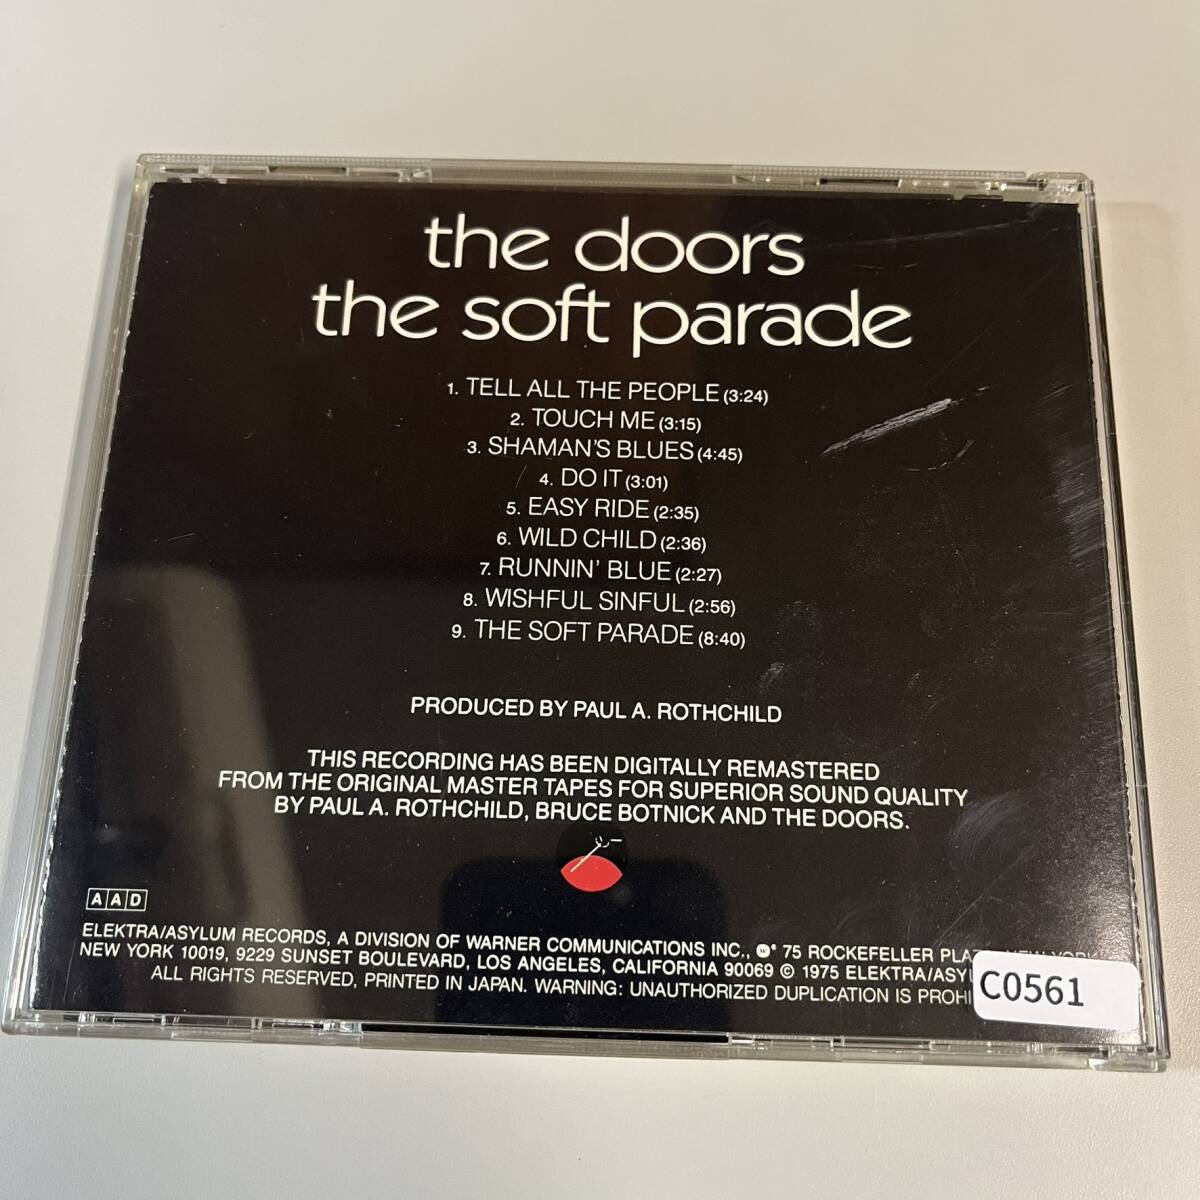 the doors
the soft parade
1. TELL ALL THE PEOPLE (3:24)
2. TOUCH ME (3:15)
3. SHAMAN'S BLUES (4:45)
4. DO IT (3:01)
5. EASY RIDE (2:35)
6. WILD CHILD (2:36)
7. RUNNIN' BLUE (2:27)
8. WISHFUL SINFUL (2:56)
9. THE SOFT PARADE (8:40)
PRODUCED BY PAUL A. ROTHCHILD
THIS RECORDING HAS BEEN DIGITALLY REMASTERED
FROM THE ORIGINAL MASTER TAPES FOR SUPERIOR SOUND QUALITY
BY PAUL A. ROTHCHILD, BRUCE BOTNICK AND THE DOORS.
AAD
ELEKTRA/ASYLUM RECORDS, A DIVISION OF WARNER COMMUNICATIONS INC., 75 ROCKEFELLER
NEW YORK 10019, 9229 SUNSET BOULEVARD, LOS ANGELES, CALIFORNIA 90069 © 1975
ALL RIGHTS RESERVED, PRINTED IN JAPAN. WARNING: UNAUTHORIZED DUPLICATION IS
C0561